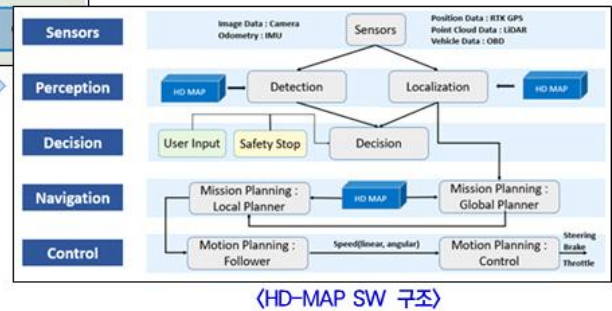 Sensors
Image Data : Camera
Odometry : IMU
Sensors
Position Data : RTK GPS
Point Cloud Data : LiDAR
Vehicle Data : OBD
Perception
HD MAP
Detection
Localization
HD MAP
Decision
User Input
Safety Stop
Decision
Navigation
Mission Planning :
Local Planner
HD MAP
Mission Planning :
Global Planner
Control
Motion Planning :
Follower
Speed(linear, angular)
Motion Planning :
Control
Steering
Brake
Throttle
〈HD-MAP SW 구조〉